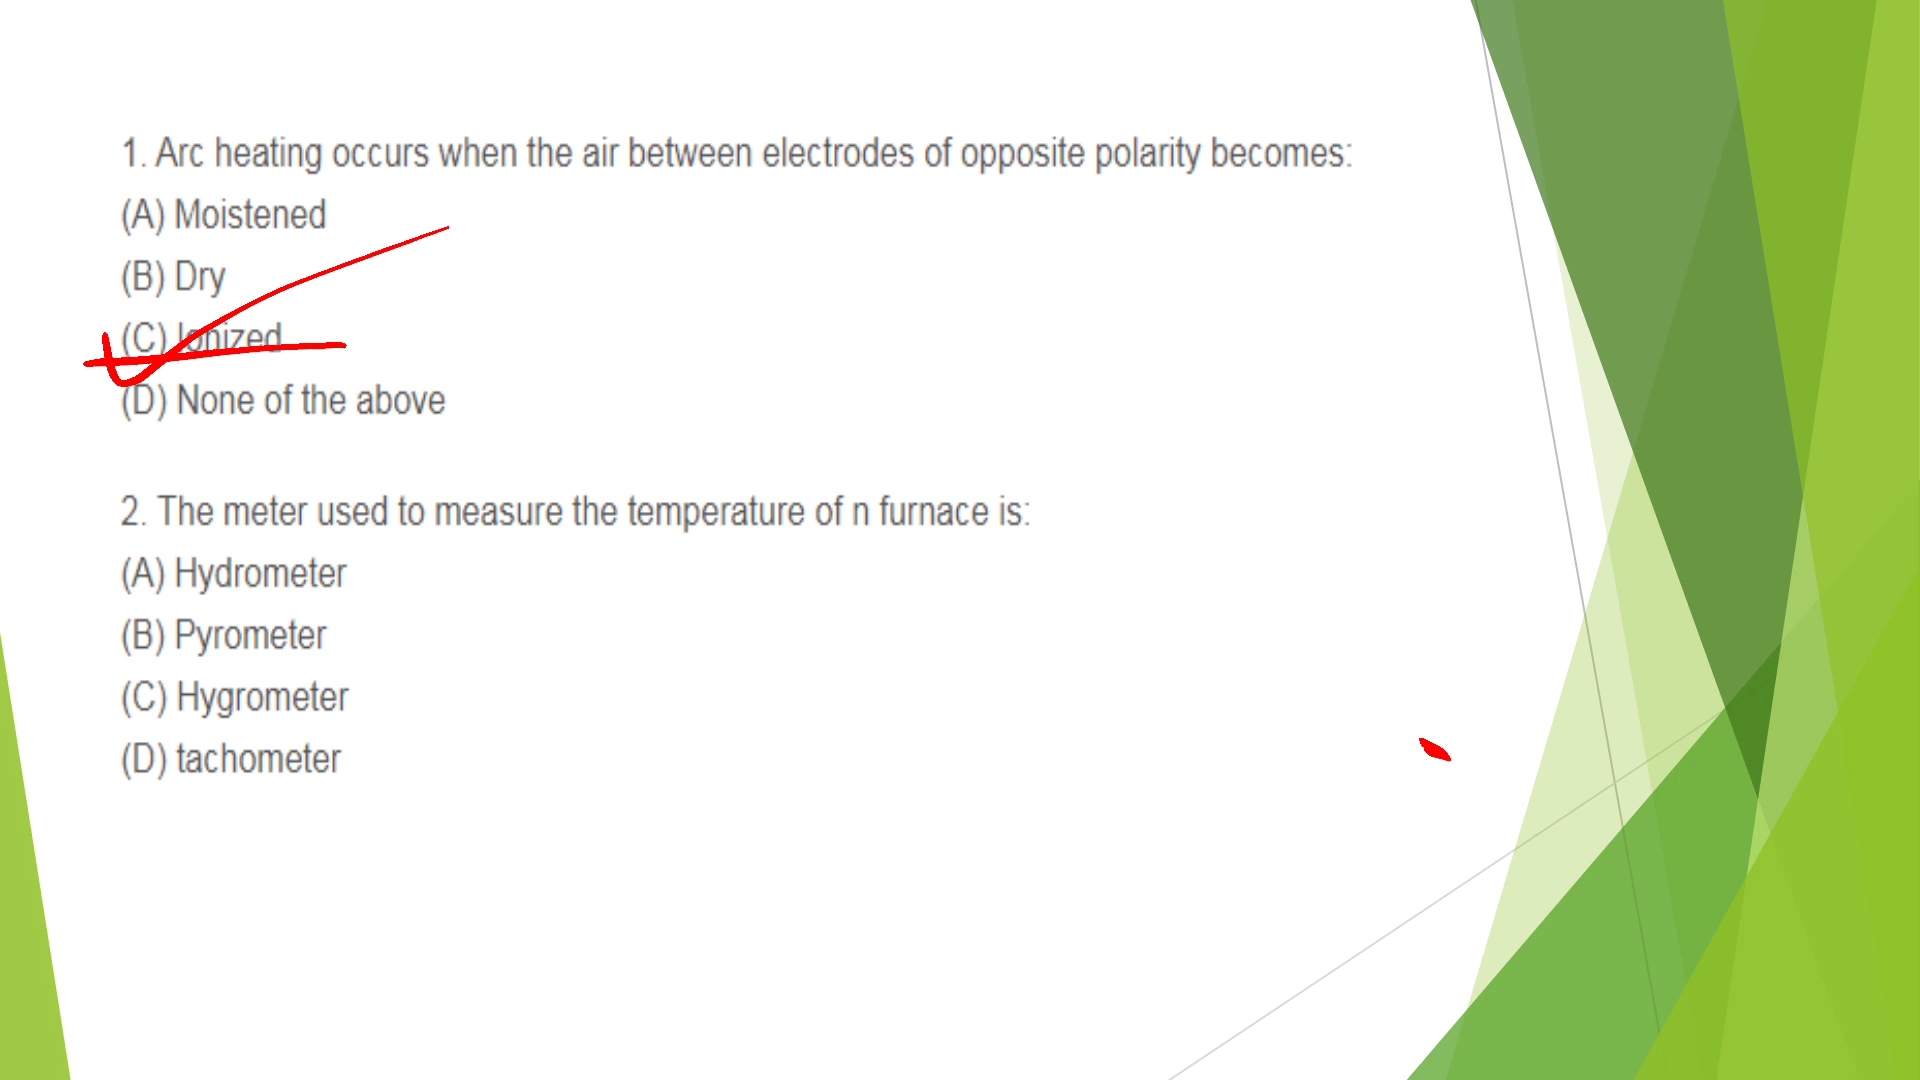 1. Arc heating occurs when the air between electrodes of opposite polarity becomes:
(A) Moistened
(B) Dry
(C) Ionized
(D) None of the above
2. The meter used to measure the temperature of n furnace is:
(A) Hydrometer
(B) Pyrometer
(C) Hygrometer
(D) tachometer